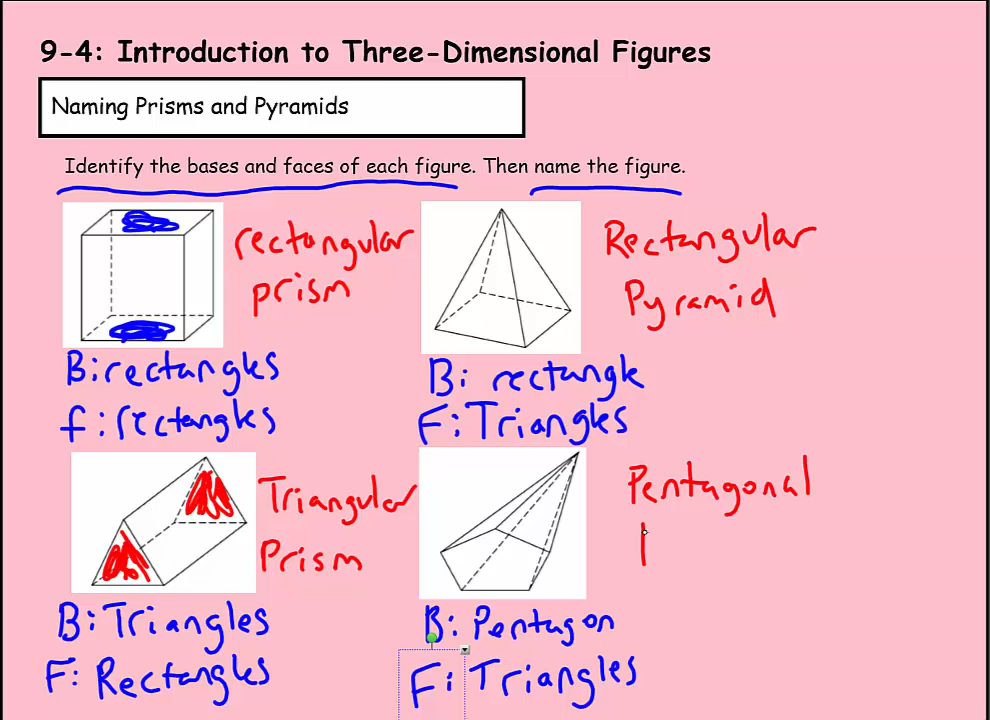 9-4: Introduction to Three-Dimensional Figures
Naming Prisms and Pyramids
Identify the bases and faces of each figure. Then name the figure.
rectangular
prism
B: rectangles
f: rectangles
Rectangular
Pyramid
B: rectangle
F: Triangles
Triangular
Prism
B: Triangles
F: Rectangles
Pentagonal
B: Pentagon
F: Triangles